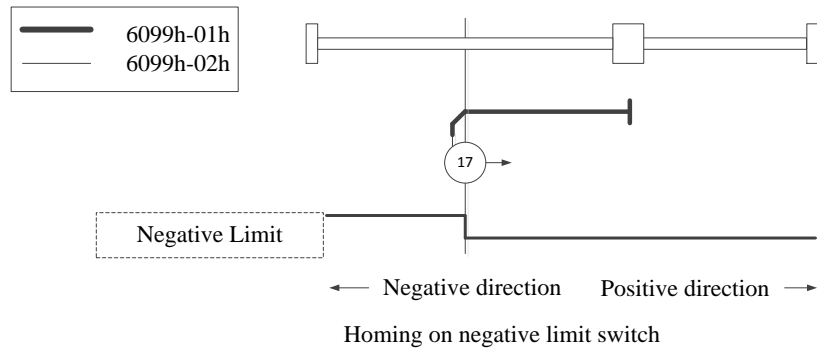 6099h-01h
6099h-02h
17
Negative Limit
Negative direction
Positive direction
Homing on negative limit switch